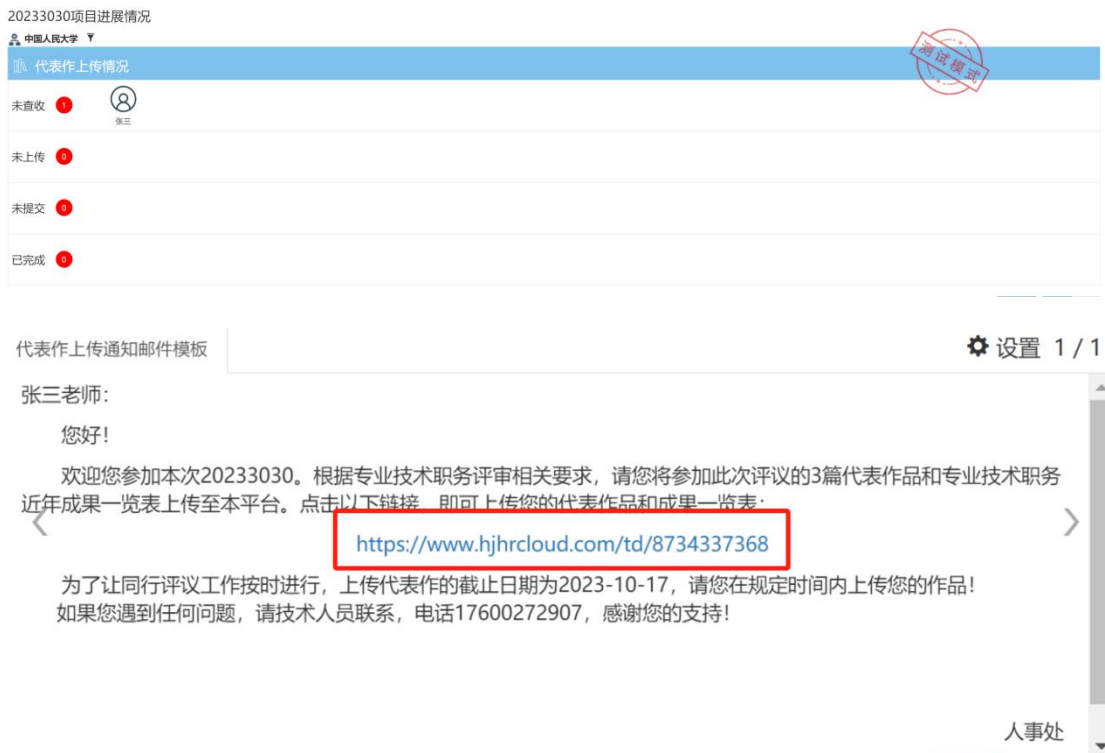 20233030项目进展情况
中国人民大学
代表作上传情况
测试模式
未查收 1
张三
未上传 0
未提交 0
已完成 0
代表作上传通知邮件模板
设置 1 / 1
张三老师:
您好!
欢迎您参加本次20233030。根据专业技术职务评审相关要求，请您将参加此次评议的3篇代表作品和专业技术职务
近年成果一览表上传至本平台。点击以下链接，即可上传您的代表作品和成果一览表:
https://www.hjhrcloud.com/td/8734337368
为了让同行评议工作按时进行，上传代表作的截止日期为2023-10-17，请您在规定时间内上传您的作品!
如果您遇到任何问题，请技术人员联系，电话17600272907，感谢您的支持!
人事处